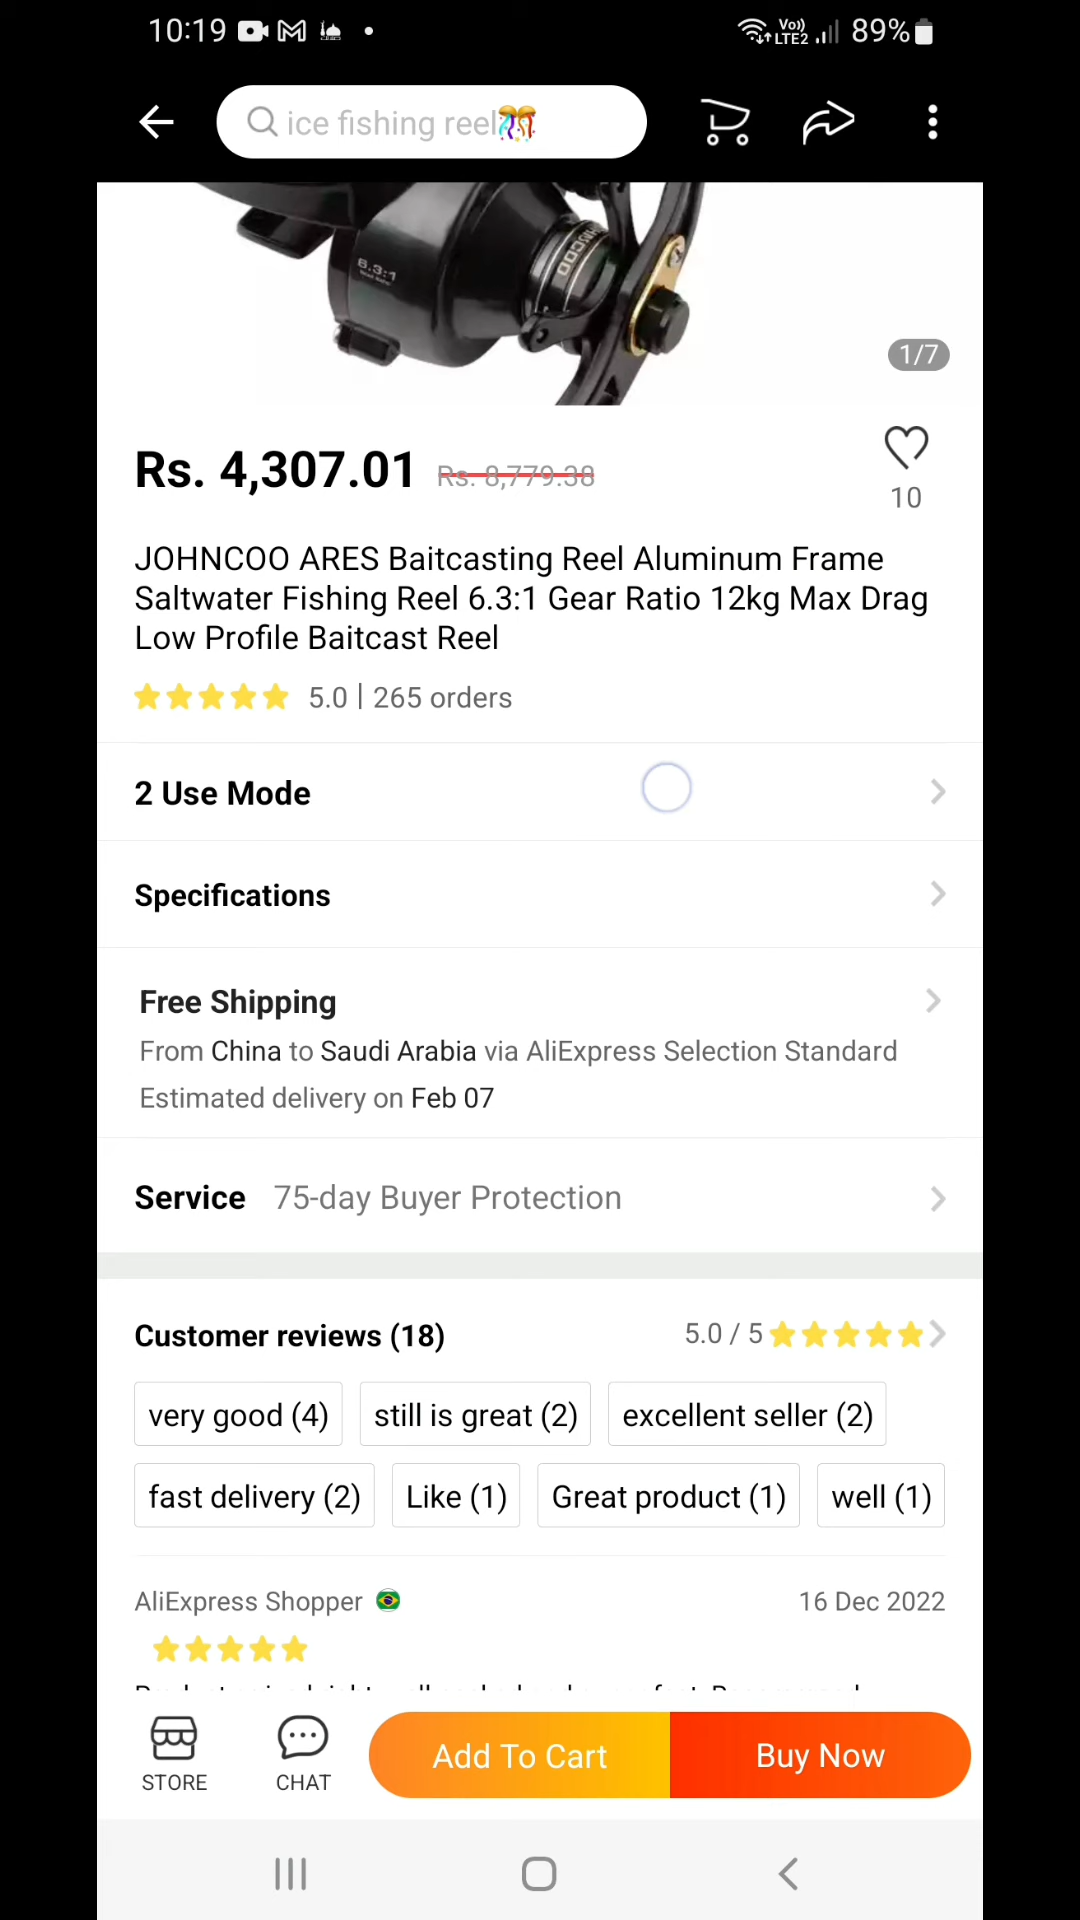 10:19
Vo)) LTE2 89%
ice fishing reel
6.3:1
1/7
Rs. 4,307.01 Rs. 8,779.38
10
JOHNCOO ARES Baitcasting Reel Aluminum Frame
Saltwater Fishing Reel 6.3:1 Gear Ratio 12kg Max Drag
Low Profile Baitcast Reel
5.0 | 265 orders
2 Use Mode
Specifications
Free Shipping
From China to Saudi Arabia via AliExpress Selection Standard
Estimated delivery on Feb 07
Service 75-day Buyer Protection
Customer reviews (18) 5.0 / 5
very good (4) still is great (2) excellent seller (2)
fast delivery (2) Like (1) Great product (1) well (1)
AliExpress Shopper 16 Dec 2022
STORE CHAT Add To Cart Buy Now